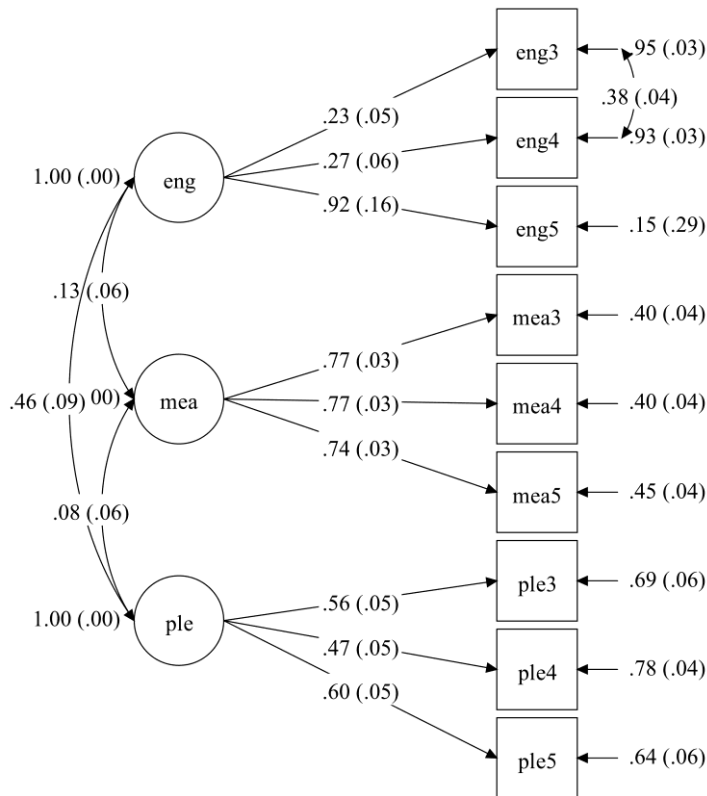 eng3
.95 (.03)
.38 (.04)
.23 (.05)
eng4
.93 (.03)
1.00 (.00)
eng
.27 (.06)
.92 (.16)
eng5
.15 (.29)
.13 (.06)
mea3
.40 (.04)
.77 (.03)
.46 (.09)
00)
mea
.77 (.03)
mea4
.40 (.04)
.74 (.03)
mea5
.45 (.04)
.08 (.06)
ple3
.69 (.06)
.56 (.05)
1.00 (.00)
ple
.47 (.05)
ple4
.78 (.04)
.60 (.05)
ple5
.64 (.06)